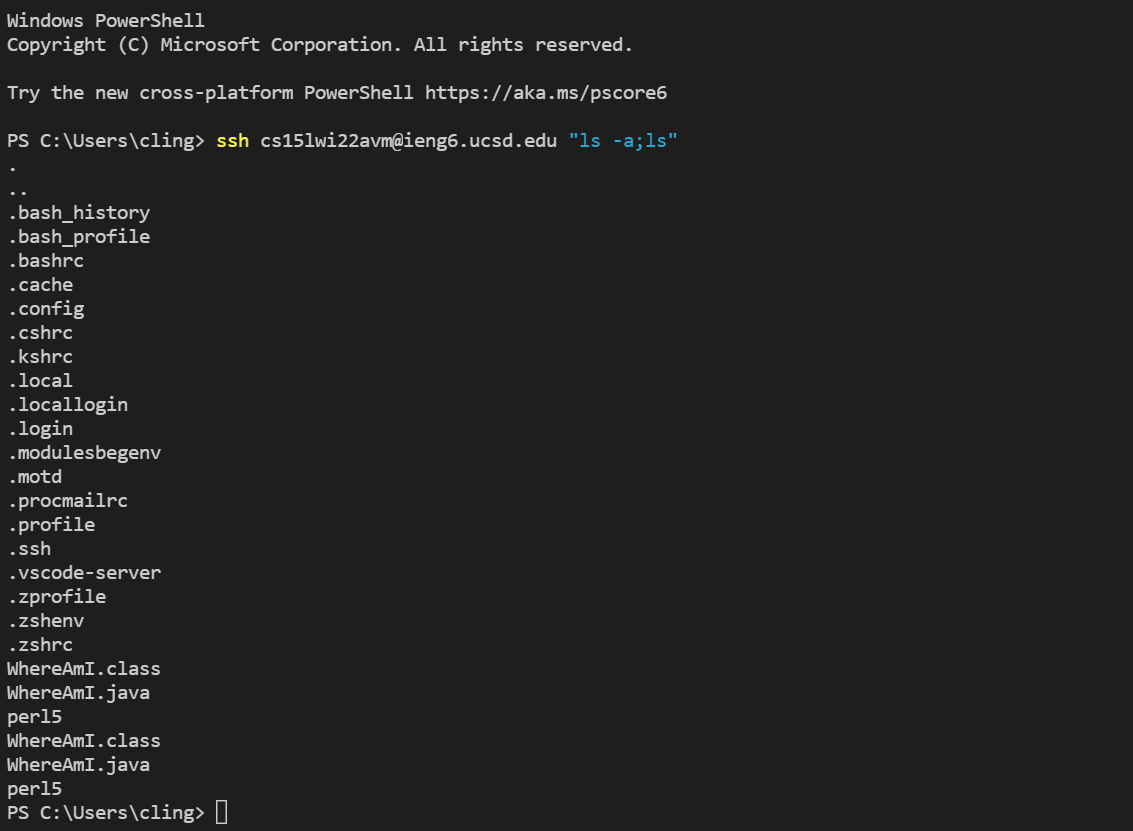 Windows PowerShell
Copyright (C) Microsoft Corporation. All rights reserved.
Try the new cross-platform PowerShell https://aka.ms/pscore6
PS C:\Users\cling> ssh cs15lwi22avm@ieng6.ucsd.edu "ls -a;ls"
.
..
.bash_history
.bash_profile
.bashrc
.cache
.config
.cshrc
.kshrc
.local
.locallogin
.login
.modulesbegenv
.motd
.procmailrc
.profile
.ssh
.vscode-server
.zprofile
.zshenv
.zshrc
WhereAmI.class
WhereAmI.java
perl5
WhereAmI.class
WhereAmI.java
perl5
PS C:\Users\cling>